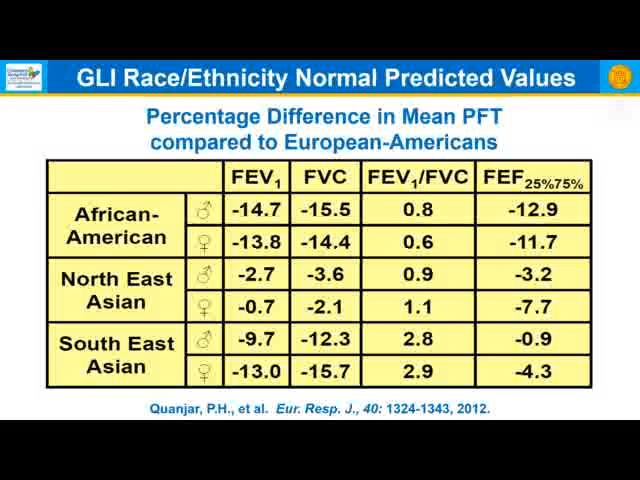 GLI Race/Ethnicity Normal Predicted Values
Percentage Difference in Mean PFT
compared to European-Americans
FEV1 FVC FEV1/FVC FEF25%75%
African-American ♂ -14.7 -15.5 0.8 -12.9
♀ -13.8 -14.4 0.6 -11.7
North East Asian ♂ -2.7 -3.6 0.9 -3.2
♀ -0.7 -2.1 1.1 -7.7
South East Asian ♂ -9.7 -12.3 2.8 -0.9
♀ -13.0 -15.7 2.9 -4.3
Quanjar, P.H., et al. Eur. Resp. J., 40: 1324-1343, 2012.